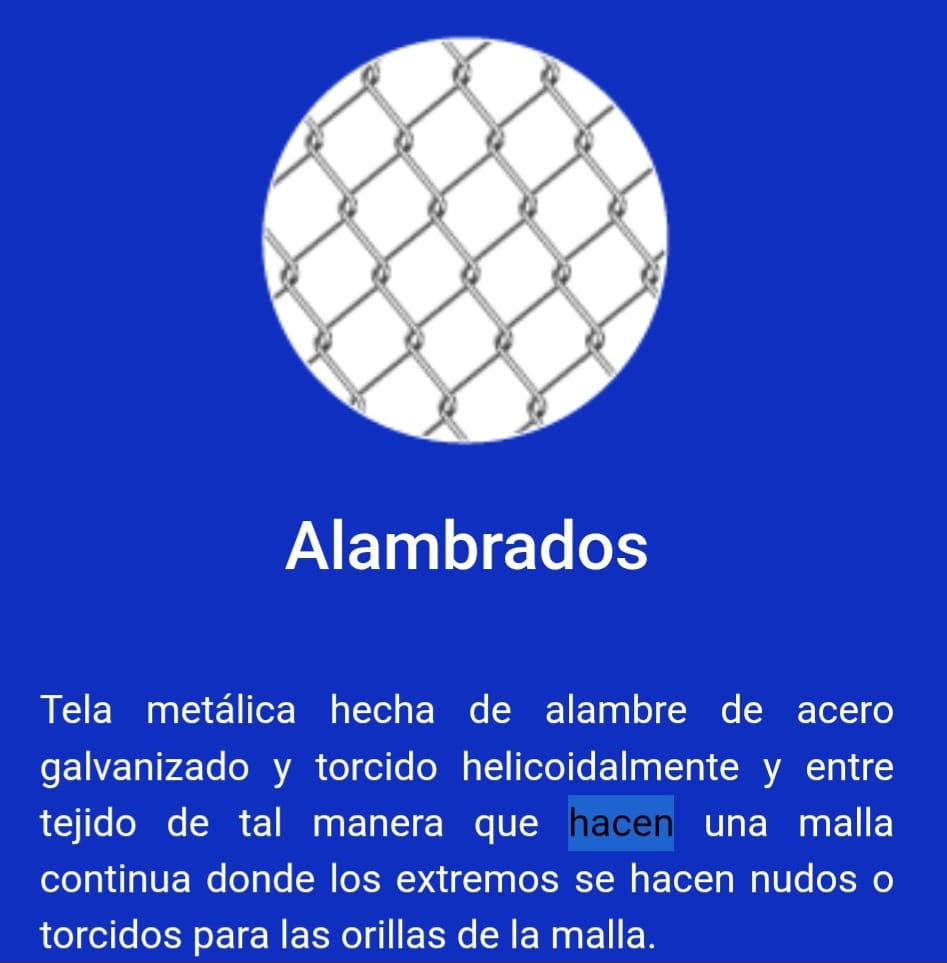 Alambrados
Tela metálica hecha de alambre de acero
galvanizado y torcido helicoidalmente y entre
tejido de tal manera que hacen una malla
continua donde los extremos se hacen nudos o
torcidos para las orillas de la malla.